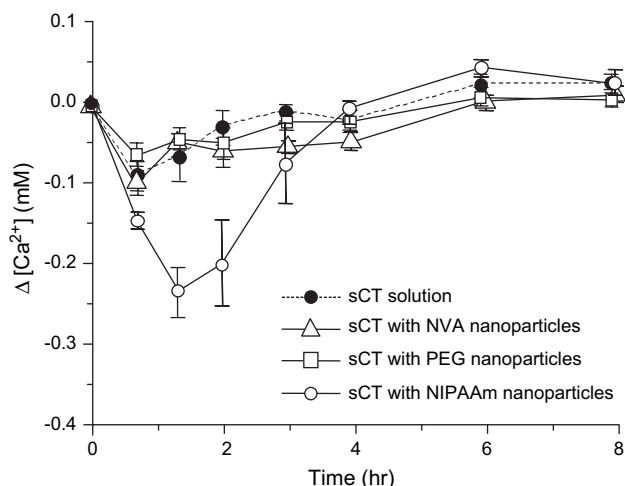 0.1
0.0
-0.1
-0.2
-0.3
-0.4
Δ [Ca²⁺] (mM)
sCT solution
sCT with NVA nanoparticles
sCT with PEG nanoparticles
sCT with NIPAAm nanoparticles
0 2 4 6 8
Time (hr)